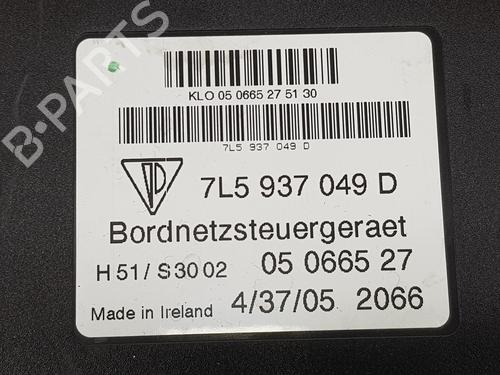 KLO 05 0665 27 51 30
7L5 937 049 D
7L5 937 049 D
Bordnetzsteuergeraet
H 51 / S 30 02 05 0665 27
Made in Ireland 4/37/05 2066
B-PARTS